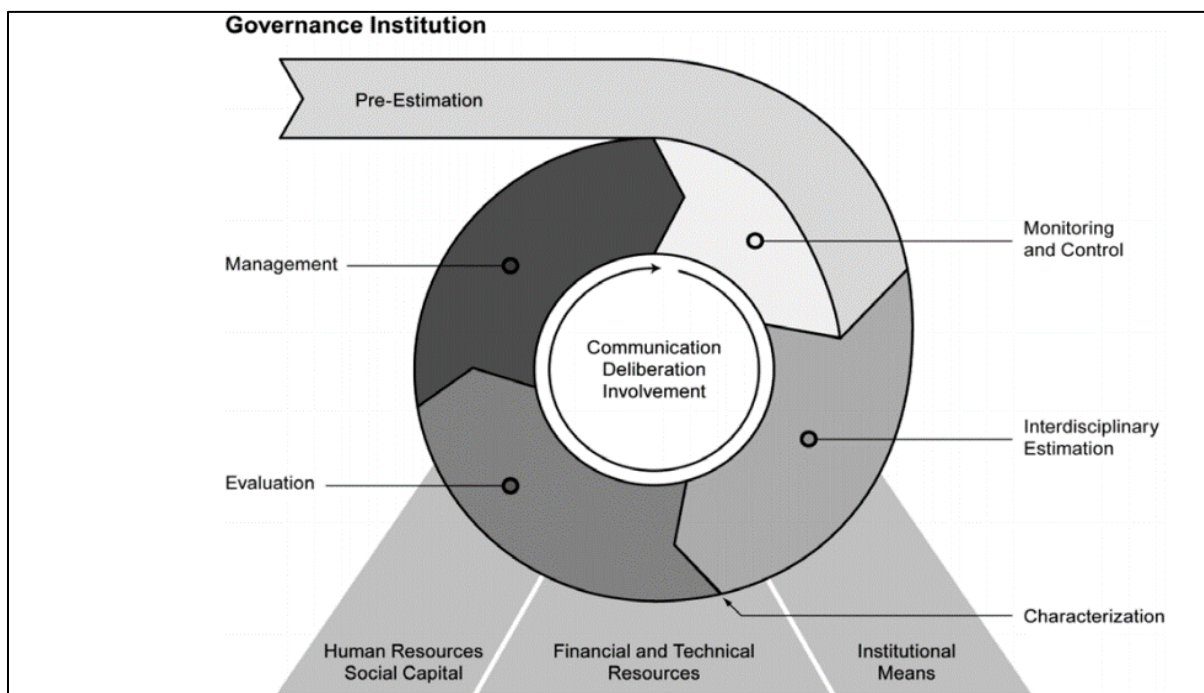 Governance Institution
Pre-Estimation
Monitoring
and Control
Management
Communication
Deliberation
Involvement
Interdisciplinary
Estimation
Evaluation
Characterization
Human Resources
Social Capital
Financial and Technical
Resources
Institutional
Means